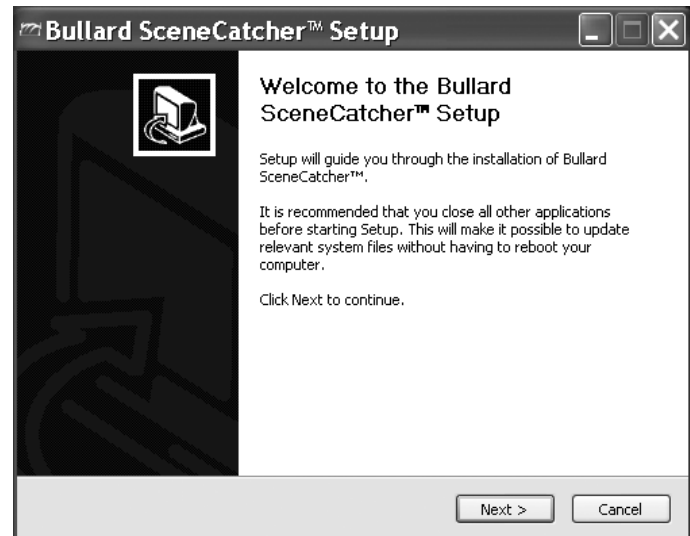 Bullard SceneCatcher™ Setup
Welcome to the Bullard
SceneCatcher™ Setup
Setup will guide you through the installation of Bullard
SceneCatcher™.
It is recommended that you close all other applications
before starting Setup. This will make it possible to update
relevant system files without having to reboot your
computer.
Click Next to continue.
Next >
Cancel